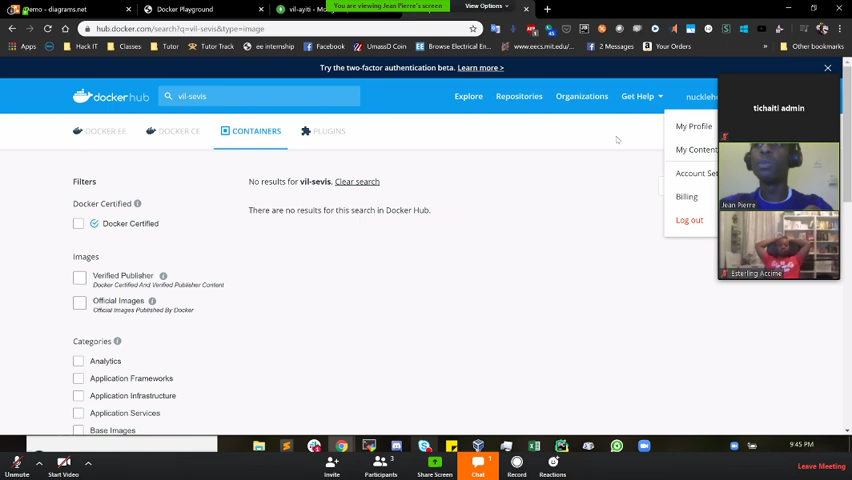 You are viewing Jean Pierre's screen
View Options
demo - diagrams.net
Docker Playground
hub.docker.com/search?q=vil-sevis&type=image
Apps
Hack IT
Classes
Tutor
Tutor Track
ee internship
Facebook
UnassD Coin
Browse Electrical Eng...
www.eecs.mit.edu/...
2 Messages
Your Orders
Other bookmarks
Try the two-factor authentication beta. Learn more >
dockerhub
vil-sevis
Explore
Repositories
Organizations
Get Help
DOCKER EE
DOCKER CE
CONTAINERS
PLUGINS
My Profile
My Content
Billing
Log out
tichaiti admin
Jean Pierre
Esterling Accime
Filters
Docker Certified
Docker Certified
No results for vil-sevis. Clear search
There are no results for this search in Docker Hub.
Images
Verified Publisher
Docker Certified And Verified Publisher Content
Official Images
Official Images Published By Docker
Categories
Analytics
Application Frameworks
Application Infrastructure
Application Services
Base Images
9:45 PM
Unmute
Start Video
Invite
Participants
3
Share Screen
Chat
1
Record
Reactions
Leave Meeting